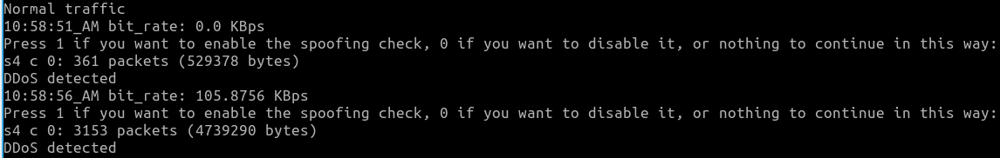 Normal traffic
10:58:51_AM bit_rate: 0.0 KBps
Press 1 if you want to enable the spoofing check, 0 if you want to disable it, or nothing to continue in this way:
s4 c 0: 361 packets (529378 bytes)
DDoS detected
10:58:56_AM bit_rate: 105.8756 KBps
Press 1 if you want to enable the spoofing check, 0 if you want to disable it, or nothing to continue in this way:
s4 c 0: 3153 packets (4739290 bytes)
DDoS detected